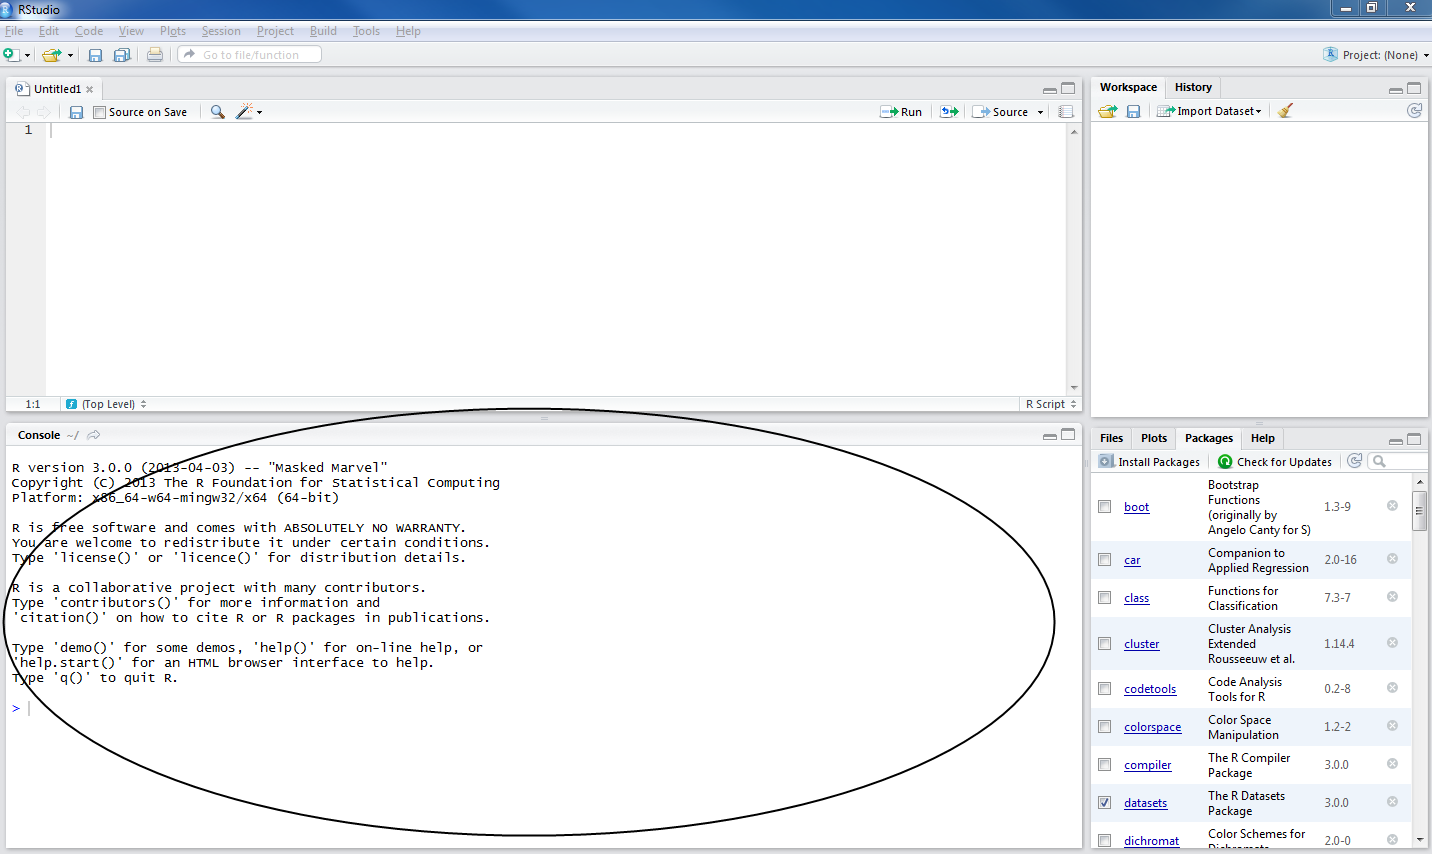 RStudio
File Edit Code View Plots Session Project Build Tools Help
Go to file/function
Project: (None)
Untitled1
Source on Save
Run
Source
1
1:1
(Top Level)
R Script
Console ~/
R version 3.0.0 (2013-04-03) -- "Masked Marvel"
Copyright (C) 2013 The R Foundation for Statistical Computing
Platform: x86_64-w64-mingw32/x64 (64-bit)
R is free software and comes with ABSOLUTELY NO WARRANTY.
You are welcome to redistribute it under certain conditions.
Type 'license()' or 'licence()' for distribution details.
R is a collaborative project with many contributors.
Type 'contributors()' for more information and
'citation()' on how to cite R or R packages in publications.
Type 'demo()' for some demos, 'help()' for on-line help, or
'help.start()' for an HTML browser interface to help.
Type 'q()' to quit R.
>
Workspace History
Import Dataset
Files Plots Packages Help
Install Packages Check for Updates
boot
Bootstrap
Functions
(originally by
Angelo Canty for S)
1.3-9
car
Companion to
Applied Regression
2.0-16
class
Functions for
Classification
7.3-7
cluster
Cluster Analysis
Extended
Rousseeuw et al.
1.14.4
codetools
Code Analysis
Tools for R
0.2-8
colorspace
Color Space
Manipulation
1.2-2
compiler
The R Compiler
Package
3.0.0
datasets
The R Datasets
Package
3.0.0
dichromat
Color Schemes for
2.0-0